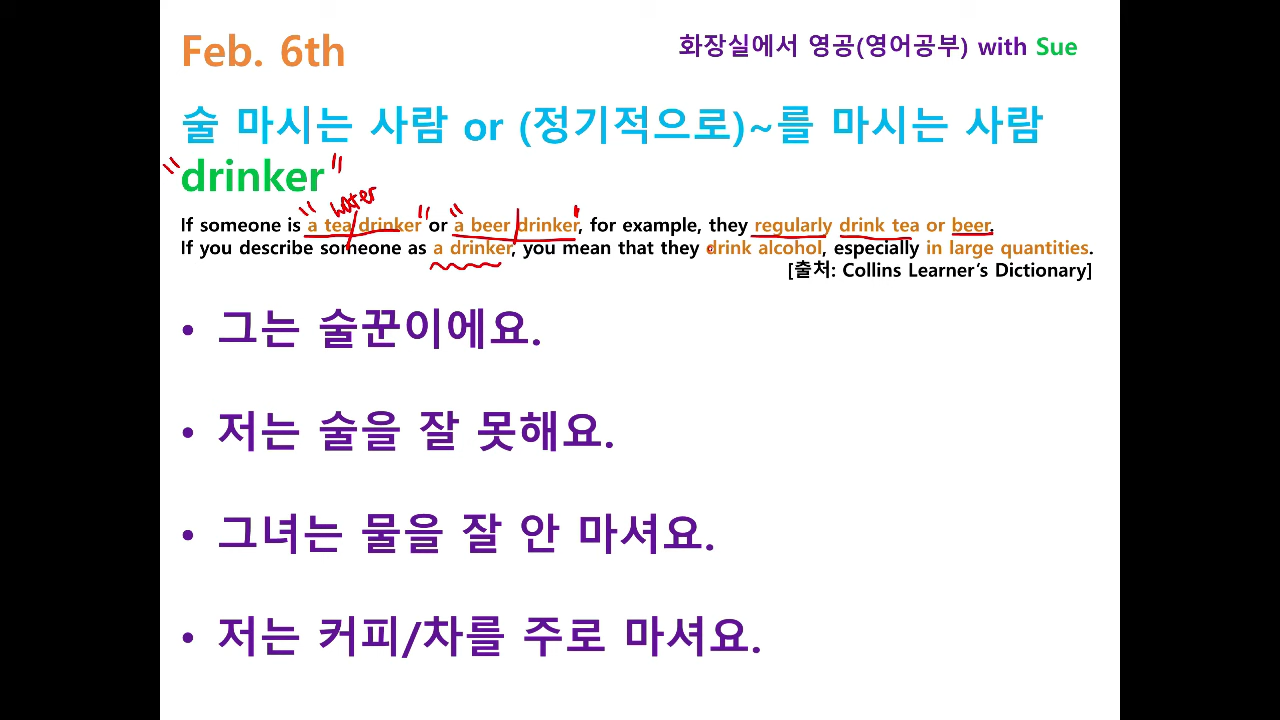 Feb. 6th
화장실에서 영공(영어공부) with Sue
술 마시는 사람 or (정기적으로)~를 마시는 사람
"drinker"
water
If someone is "a tea drinker" or "a beer drinker", for example, they regularly drink tea or beer.
If you describe someone as a drinker, you mean that they drink alcohol, especially in large quantities.
[출처: Collins Learner's Dictionary]
• 그는 술꾼이에요.
• 저는 술을 잘 못해요.
• 그녀는 물을 잘 안 마셔요.
• 저는 커피/차를 주로 마셔요.